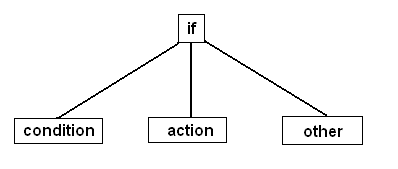 if
condition
action
other